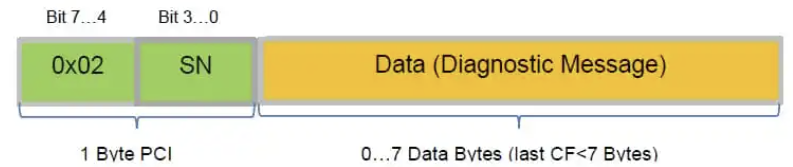 Bit 7...4 Bit 3...0
0x02 SN Data (Diagnostic Message)
1 Byte PCI 0...7 Data Bytes (last CF<7 Bytes)